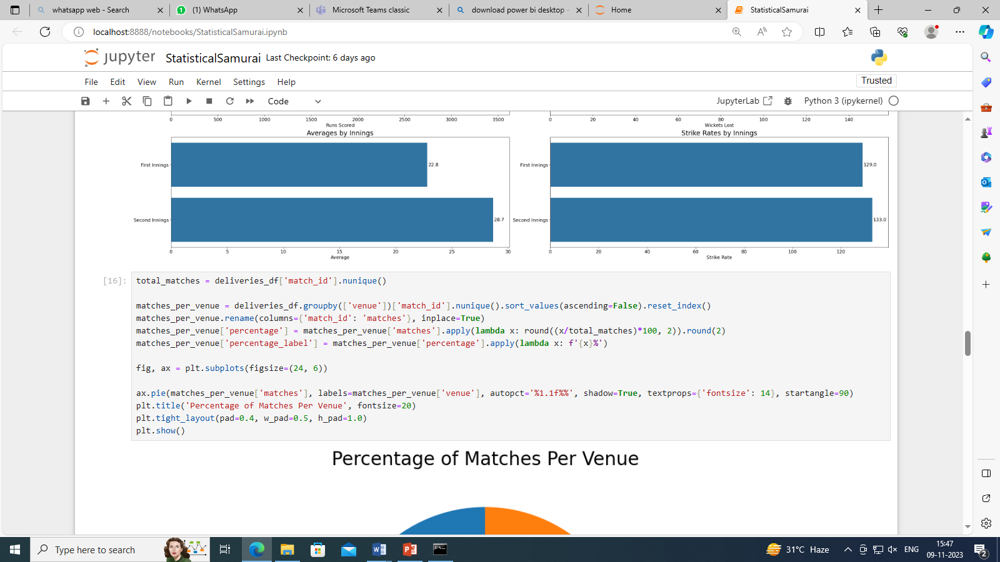 whatsapp web - Search
(1) WhatsApp
Microsoft Teams classic
download power bi desktop -
Home
StatisticalSamurai
localhost:8888/notebooks/StatisticalSamurai.ipynb
jupyter StatisticalSamurai Last Checkpoint: 6 days ago
File Edit View Run Kernel Settings Help
Trusted
Code
JupyterLab
Python 3 (ipykernel)
0 500 1000 1500 2000 2500 3000 3500
Runs Scored
0 20 40 60 80 100 120 140
Wickets Lost
Averages by Innings
First Innings 22.8
Second Innings 28.7
0 5 10 15 20 25 30
Average
Strike Rates by Innings
First Innings 129.0
Second Innings 133.0
0 20 40 60 80 100 120
Strike Rate
[16]:
total_matches = deliveries_df['match_id'].nunique()
matches_per_venue = deliveries_df.groupby(['venue'])['match_id'].nunique().sort_values(ascending=False).reset_index()
matches_per_venue.rename(columns={'match_id': 'matches'}, inplace=True)
matches_per_venue['percentage'] = matches_per_venue['matches'].apply(lambda x: round((x/total_matches)*100, 2)).round(2)
matches_per_venue['percentage_label'] = matches_per_venue['percentage'].apply(lambda x: f'{x}%')
fig, ax = plt.subplots(figsize=(24, 6))
ax.pie(matches_per_venue['matches'], labels=matches_per_venue['venue'], autopct='%1.1f%%', shadow=True, textprops={'fontsize': 14}, startangle=90)
plt.title('Percentage of Matches Per Venue', fontsize=20)
plt.tight_layout(pad=0.4, w_pad=0.5, h_pad=1.0)
plt.show()
Percentage of Matches Per Venue
Type here to search
31°C Haze
ENG
15:47
09-11-2023
2